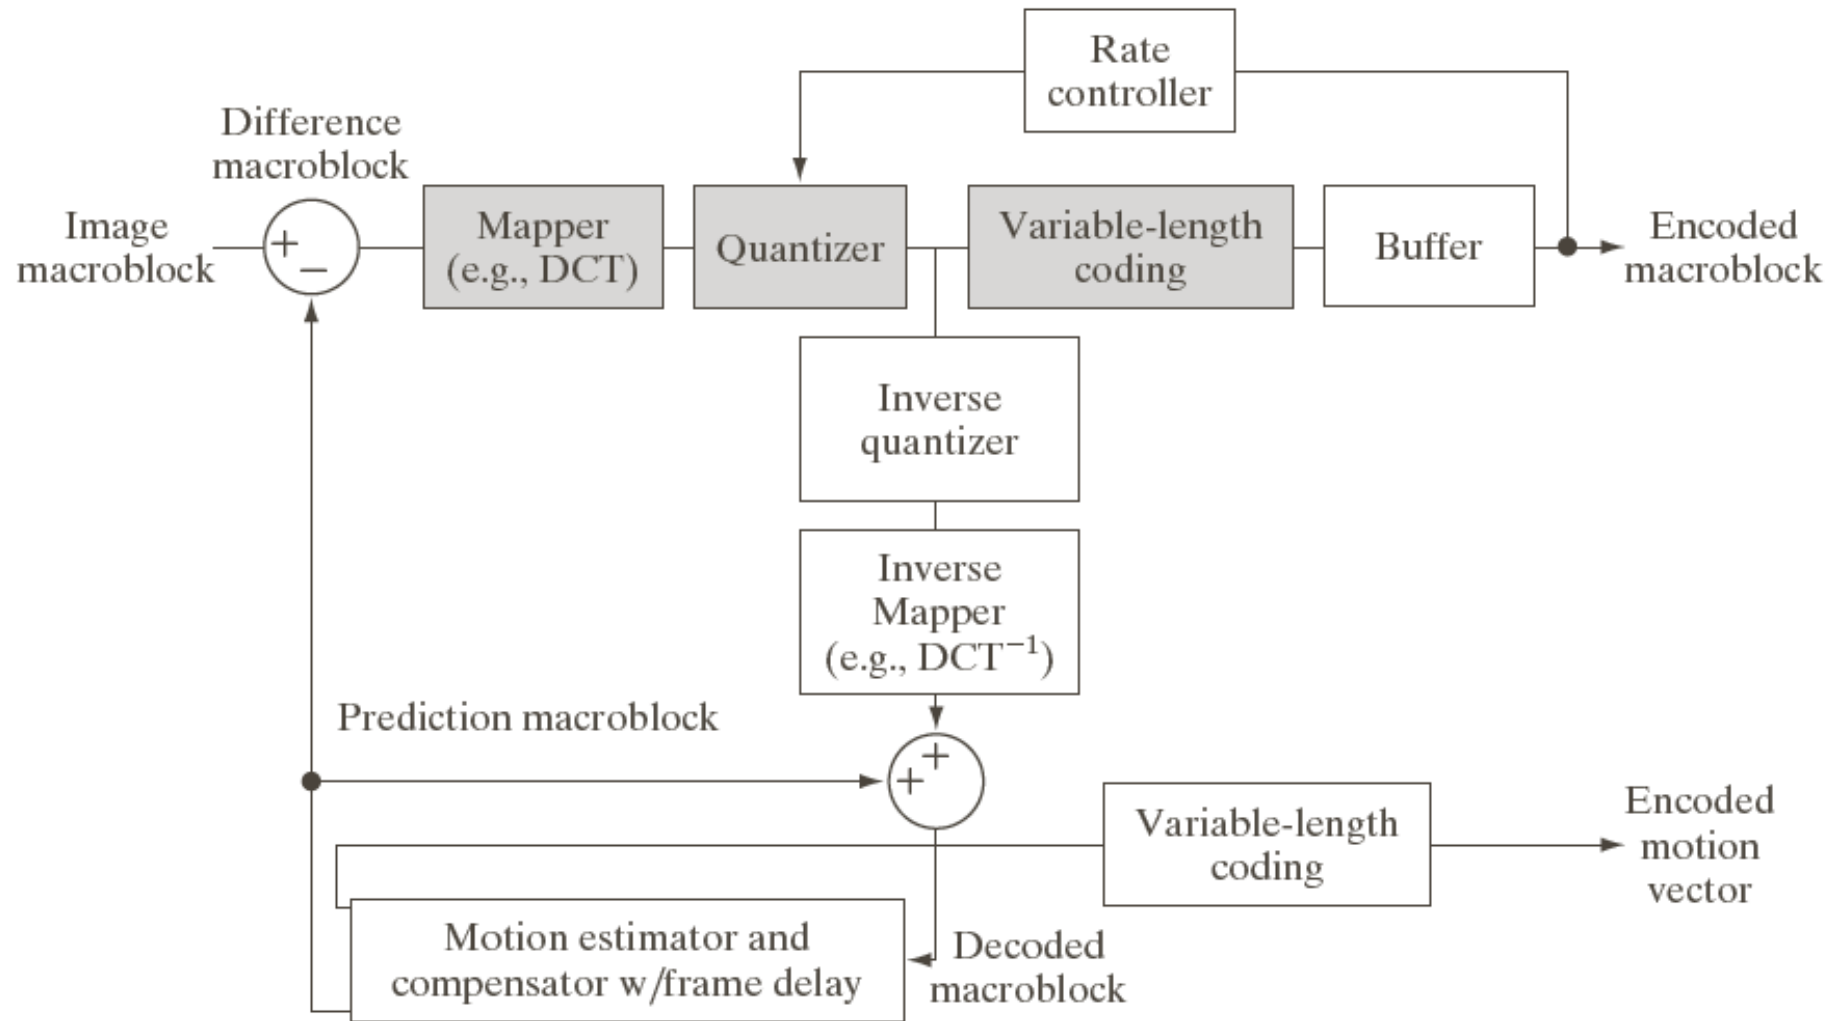 Rate
controller
Difference
macroblock
Image
macroblock
+
−
Mapper
(e.g., DCT)
Quantizer
Variable-length
coding
Buffer
Encoded
macroblock
Inverse
quantizer
Inverse
Mapper
(e.g., DCT⁻¹)
Prediction macroblock
+
+
Variable-length
coding
Encoded
motion
vector
Motion estimator and
compensator w/frame delay
Decoded
macroblock